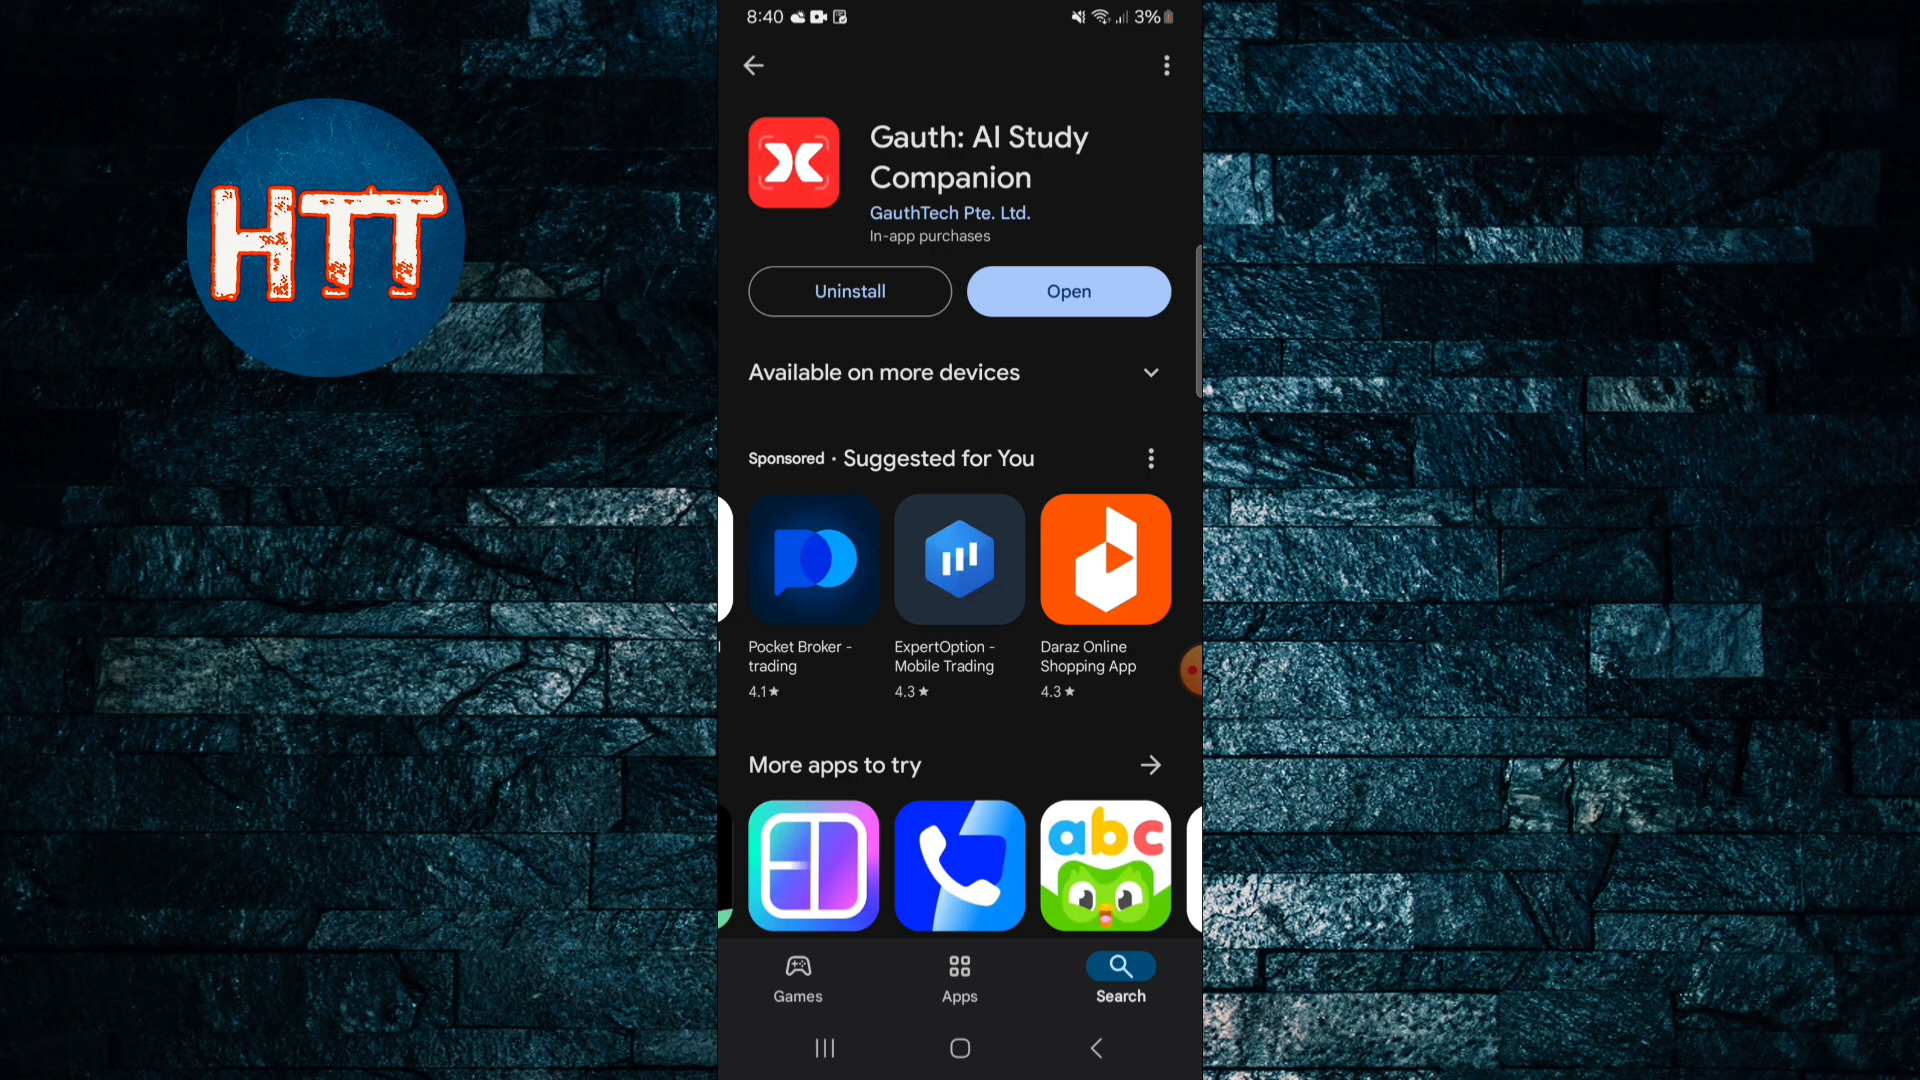 8:40
3%
HTT
Gauth: AI Study
Companion
GauthTech Pte. Ltd.
In-app purchases
Uninstall
Open
Available on more devices
Sponsored • Suggested for You
Pocket Broker -
trading
4.1★
ExpertOption -
Mobile Trading
4.3★
Daraz Online
Shopping App
4.3★
More apps to try
abc
Games
Apps
Search